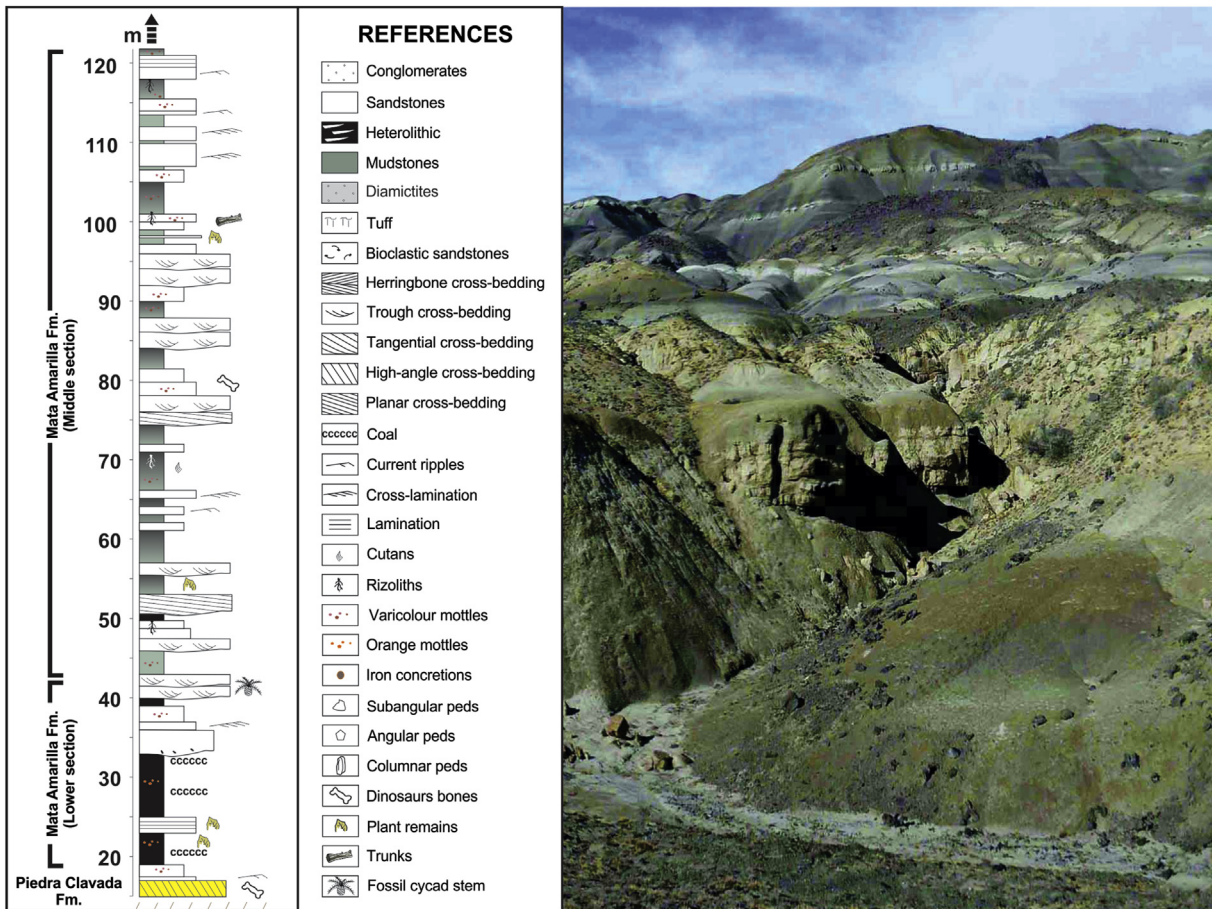 m
120
110
100
90
80
70
60
50
40
30
20
Mata Amarilla Fm.
(Middle section)
Mata Amarilla Fm.
(Lower section)
Piedra Clavada
Fm.
cccccc
cccccc
cccccc
REFERENCES
Conglomerates
Sandstones
Heterolithic
Mudstones
Diamictites
Tuff
Bioclastic sandstones
Herringbone cross-bedding
Trough cross-bedding
Tangential cross-bedding
High-angle cross-bedding
Planar cross-bedding
cccccc Coal
Current ripples
Cross-lamination
Lamination
Cutans
Rizoliths
Varicolour mottles
Orange mottles
Iron concretions
Subangular peds
Angular peds
Columnar peds
Dinosaurs bones
Plant remains
Trunks
Fossil cycad stem